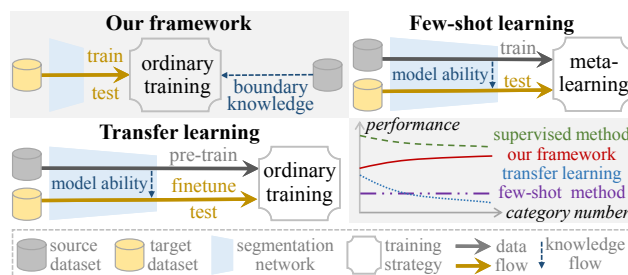 Our framework
train
test
ordinary
training
boundary
knowledge
Few-shot learning
train
model ability
test
meta-
learning
Transfer learning
pre-train
model ability
finetune
test
ordinary
training
performance
supervised method
our framework
transfer learning
few-shot method
category number
source
dataset
target
dataset
segmentation
network
training
strategy
data
flow
knowledge
flow